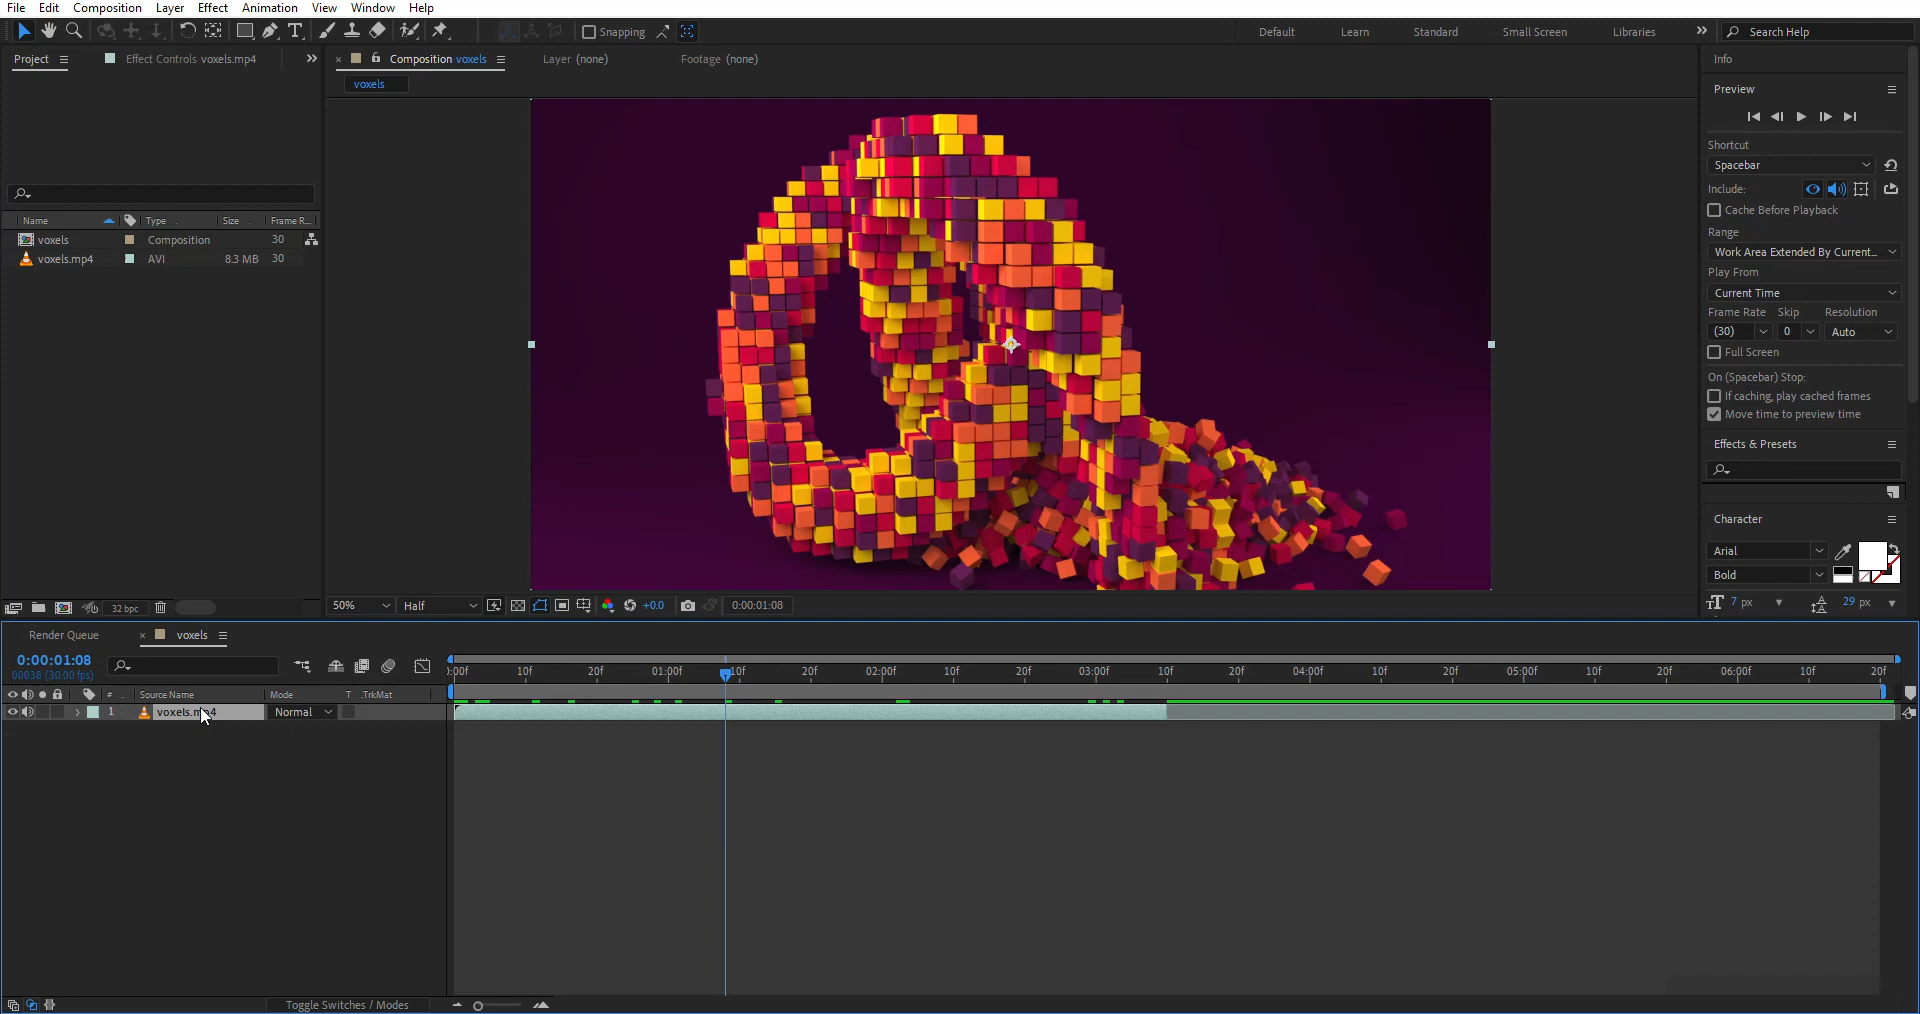 File Edit Composition Layer Effect Animation View Window Help
Snapping Default Learn Standard Small Screen Libraries Search Help
Project Effect Controls voxels.mp4 Composition voxels Layer (none) Footage (none) Info
voxels
Preview
Shortcut
Spacebar
Include:
Cache Before Playback
Range
Work Area Extended By Current...
Play From
Current Time
Frame Rate Skip Resolution
(30) 0 Auto
Full Screen
On (Spacebar) Stop:
If caching, play cached frames
Move time to preview time
Effects & Presets
Character
Arial
Bold
7 px 29 px
Name Type Size Frame R...
voxels Composition 30
voxels.mp4 AVI 8.3 MB 30
32 bpc
50% Half +0.0 0:00:01:08
Render Queue voxels
0:00:01:08
00038 (30.00 fps)
:00f 10f 20f 01:00f 10f 20f 02:00f 10f 20f 03:00f 10f 20f 04:00f 10f 20f 05:00f 10f 20f 06:00f 10f 20f
# Source Name Mode T .TrkMat
1 voxels.mp4 Normal
Toggle Switches / Modes